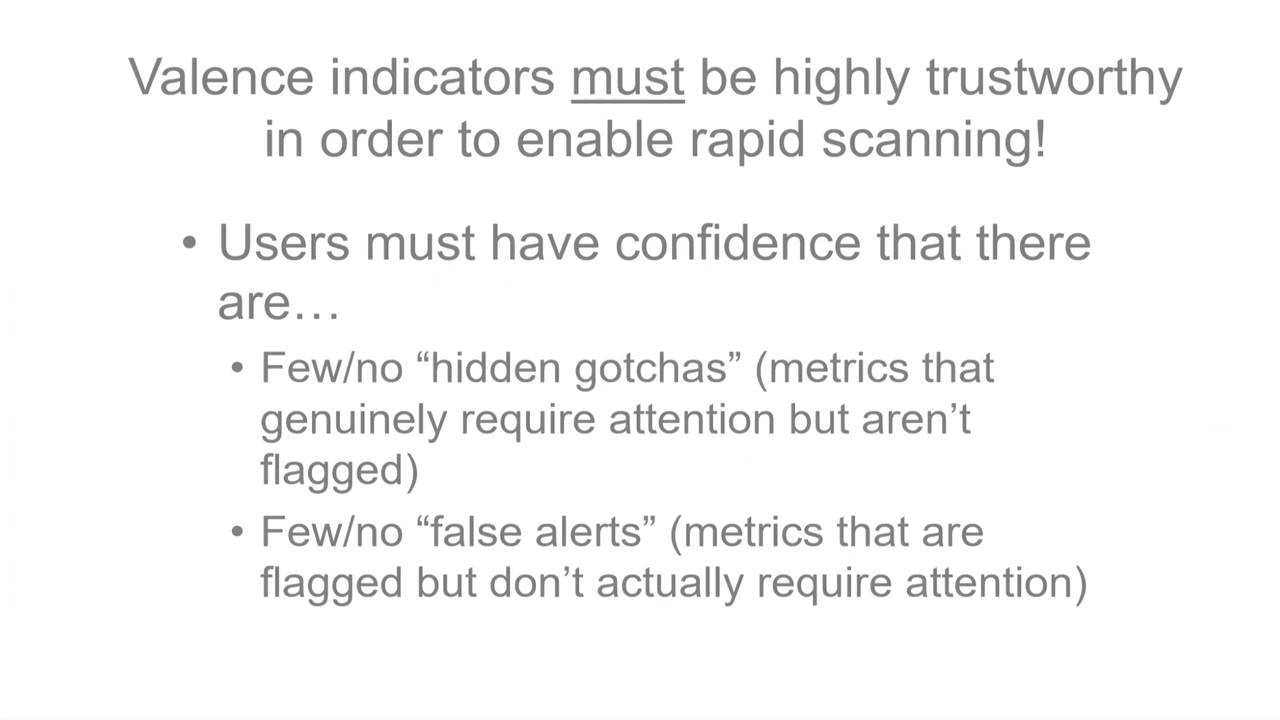 Valence indicators must be highly trustworthy
in order to enable rapid scanning!
• Users must have confidence that there
are…
• Few/no “hidden gotchas” (metrics that
genuinely require attention but aren’t
flagged)
• Few/no “false alerts” (metrics that are
flagged but don’t actually require attention)